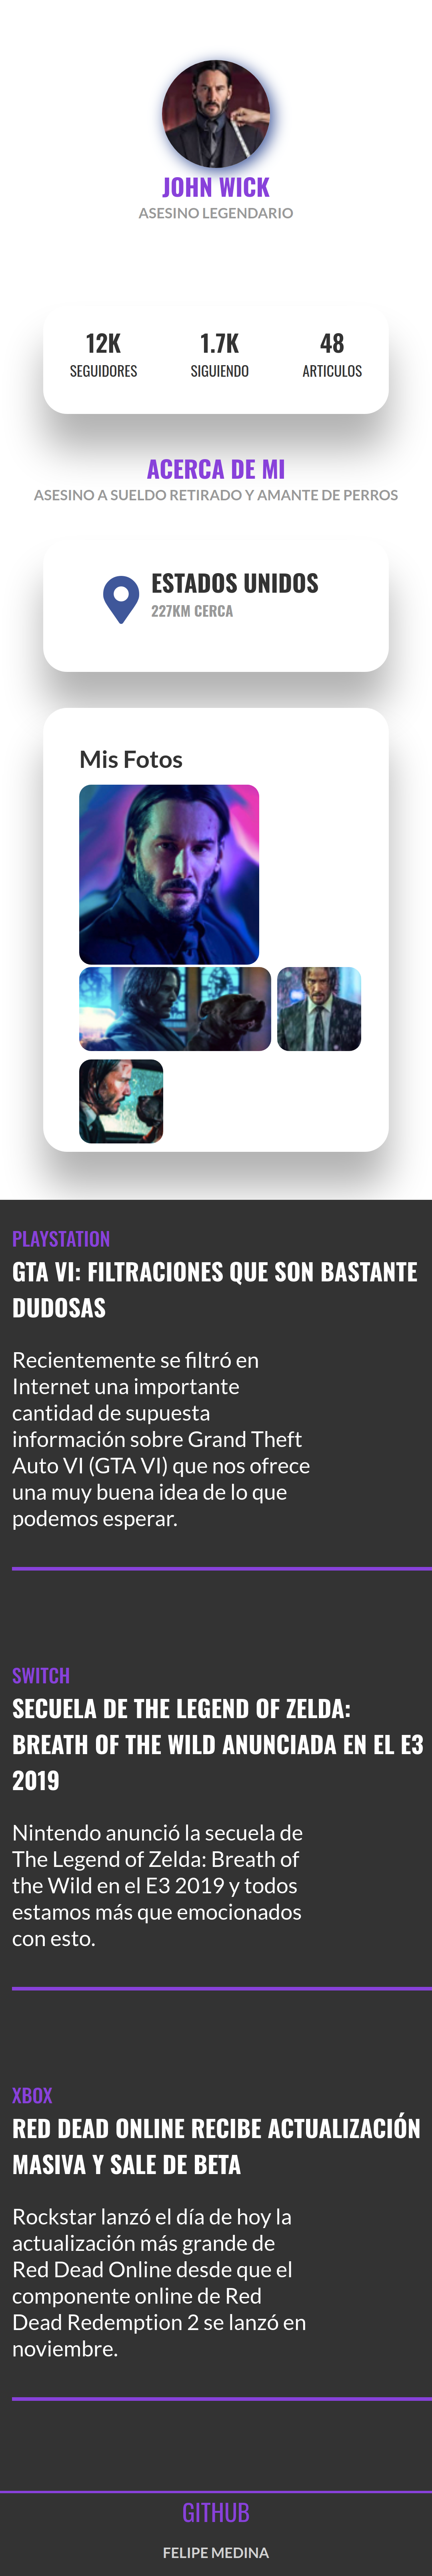 JOHN WICK
ASESINO LEGENDARIO
12K
SEGUIDORES
1.7K
SIGUIENDO
48
ARTICULOS
ACERCA DE MI
ASESINO A SUELDO RETIRADO Y AMANTE DE PERROS
ESTADOS UNIDOS
227KM CERCA
Mis Fotos
PLAYSTATION
GTA VI: FILTRACIONES QUE SON BASTANTE
DUDOSAS
Recientemente se filtró en
Internet una importante
cantidad de supuesta
información sobre Grand Theft
Auto VI (GTA VI) que nos ofrece
una muy buena idea de lo que
podemos esperar.
SWITCH
SECUELA DE THE LEGEND OF ZELDA:
BREATH OF THE WILD ANUNCIADA EN EL E3
2019
Nintendo anunció la secuela de
The Legend of Zelda: Breath of
the Wild en el E3 2019 y todos
estamos más que emocionados
con esto.
XBOX
RED DEAD ONLINE RECIBE ACTUALIZACIÓN
MASIVA Y SALE DE BETA
Rockstar lanzó el día de hoy la
actualización más grande de
Red Dead Online desde que el
componente online de Red
Dead Redemption 2 se lanzó en
noviembre.
GITHUB
FELIPE MEDINA